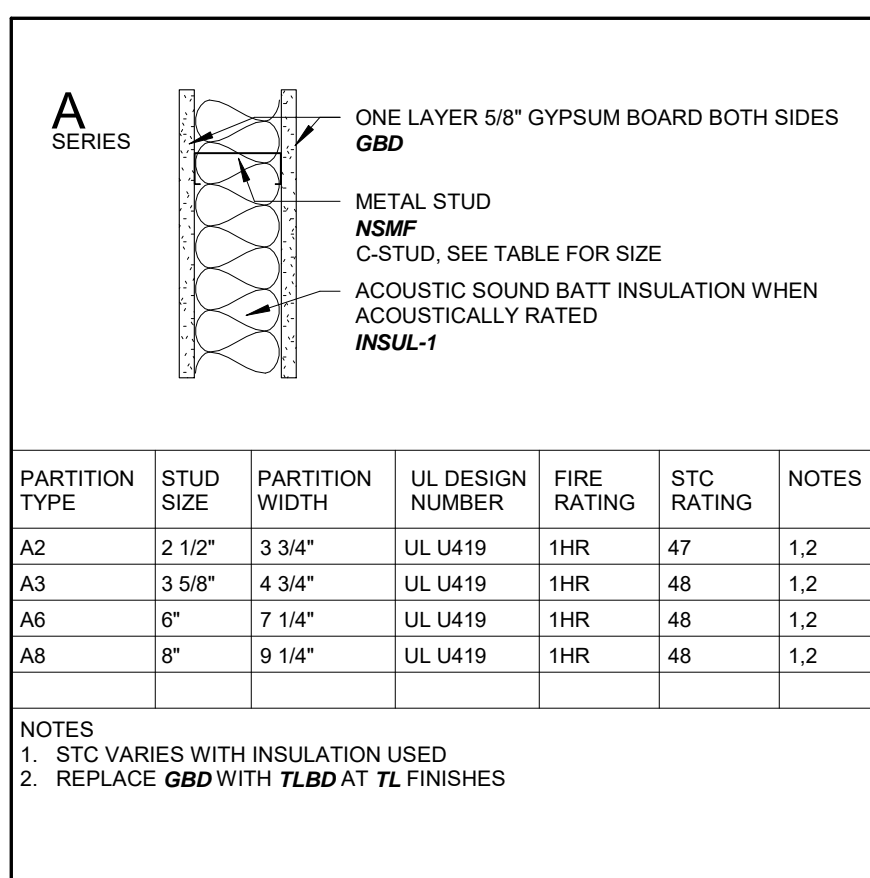 A
SERIES
ONE LAYER 5/8" GYPSUM BOARD BOTH SIDES
GBD
METAL STUD
NSMF
C-STUD, SEE TABLE FOR SIZE
ACOUSTIC SOUND BATT INSULATION WHEN
ACOUSTICALLY RATED
INSUL-1
PARTITION TYPE STUD SIZE PARTITION WIDTH UL DESIGN NUMBER FIRE RATING STC RATING NOTES
A2 2 1/2" 3 3/4" UL U419 1HR 47 1,2
A3 3 5/8" 4 3/4" UL U419 1HR 48 1,2
A6 6" 7 1/4" UL U419 1HR 48 1,2
A8 8" 9 1/4" UL U419 1HR 48 1,2
NOTES
1. STC VARIES WITH INSULATION USED
2. REPLACE GBD WITH TLBD AT TL FINISHES